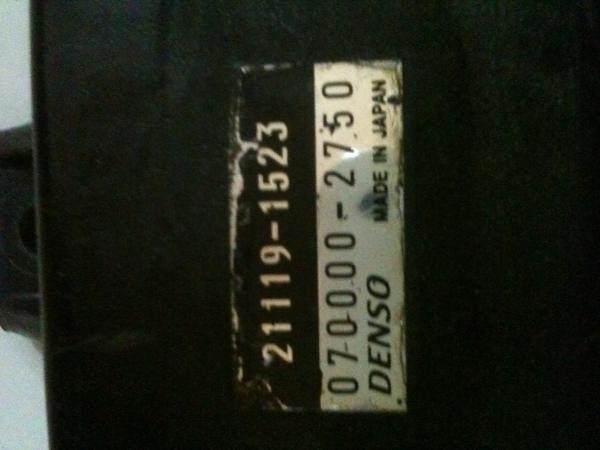 21119-1523
070000-2750
DENSO MADE IN JAPAN